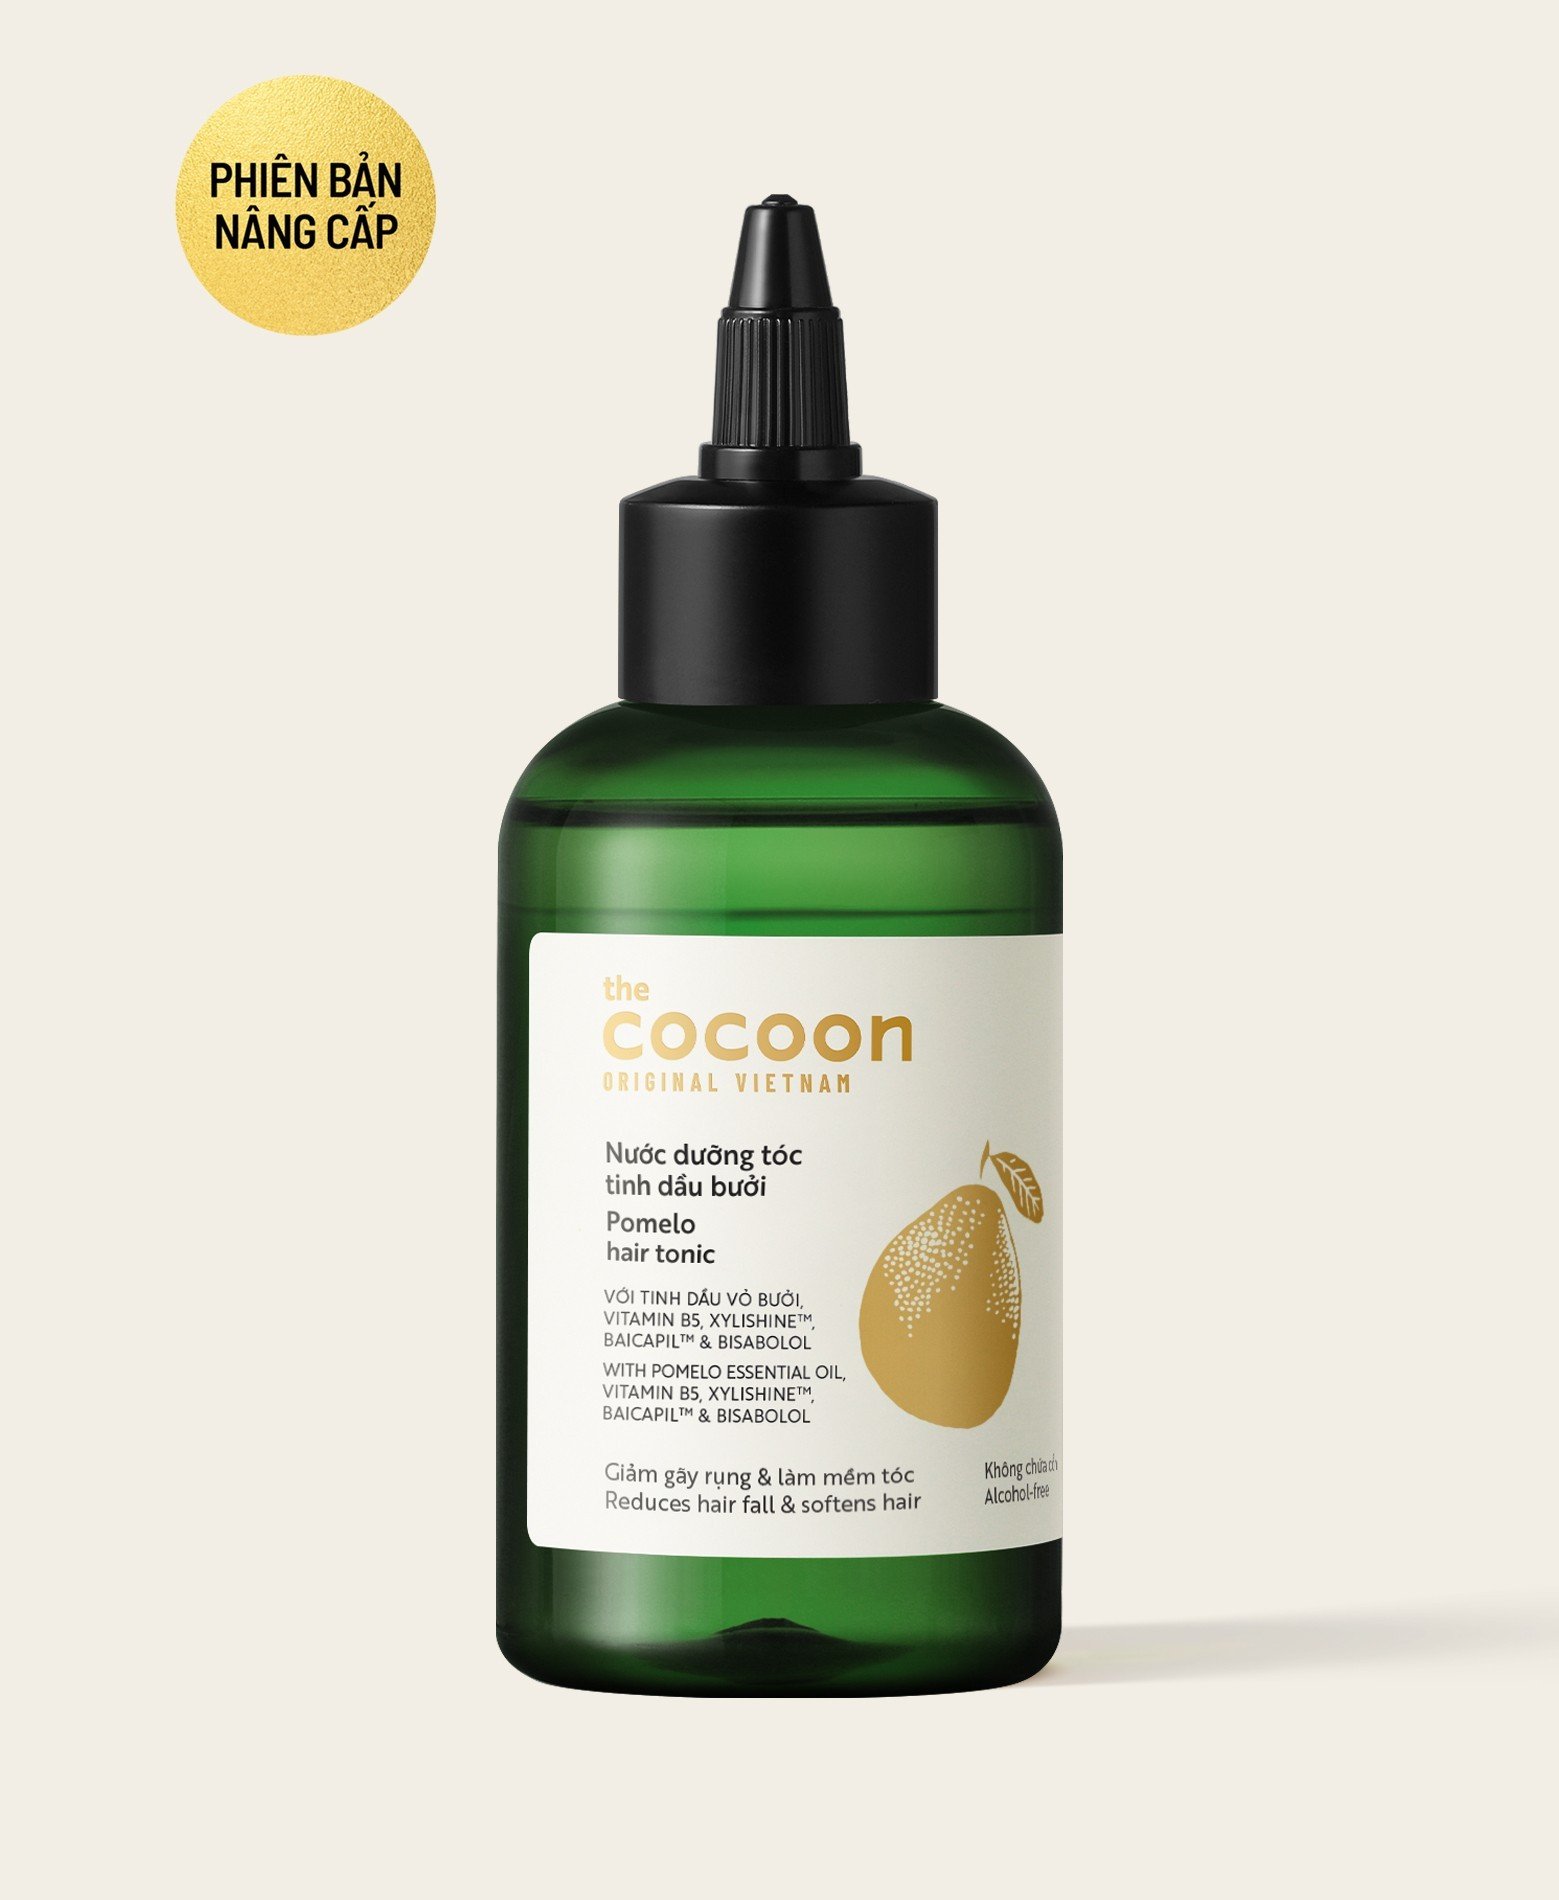 PHIÊN BẢN
NÂNG CẤP
the
cocoon
ORIGINAL VIETNAM
Nước dưỡng tóc
tinh dầu bưởi
Pomelo
hair tonic
VỚI TINH DẦU VỎ BƯỞI,
VITAMIN B5, XYLISHINE™,
BAICAPIL™ & BISABOLOL
WITH POMELO ESSENTIAL OIL,
VITAMIN B5, XYLISHINE™,
BAICAPIL™ & BISABOLOL
Giảm gãy rụng & làm mềm tóc
Reduces hair fall & softens hair
Không chứa
Alcohol-free